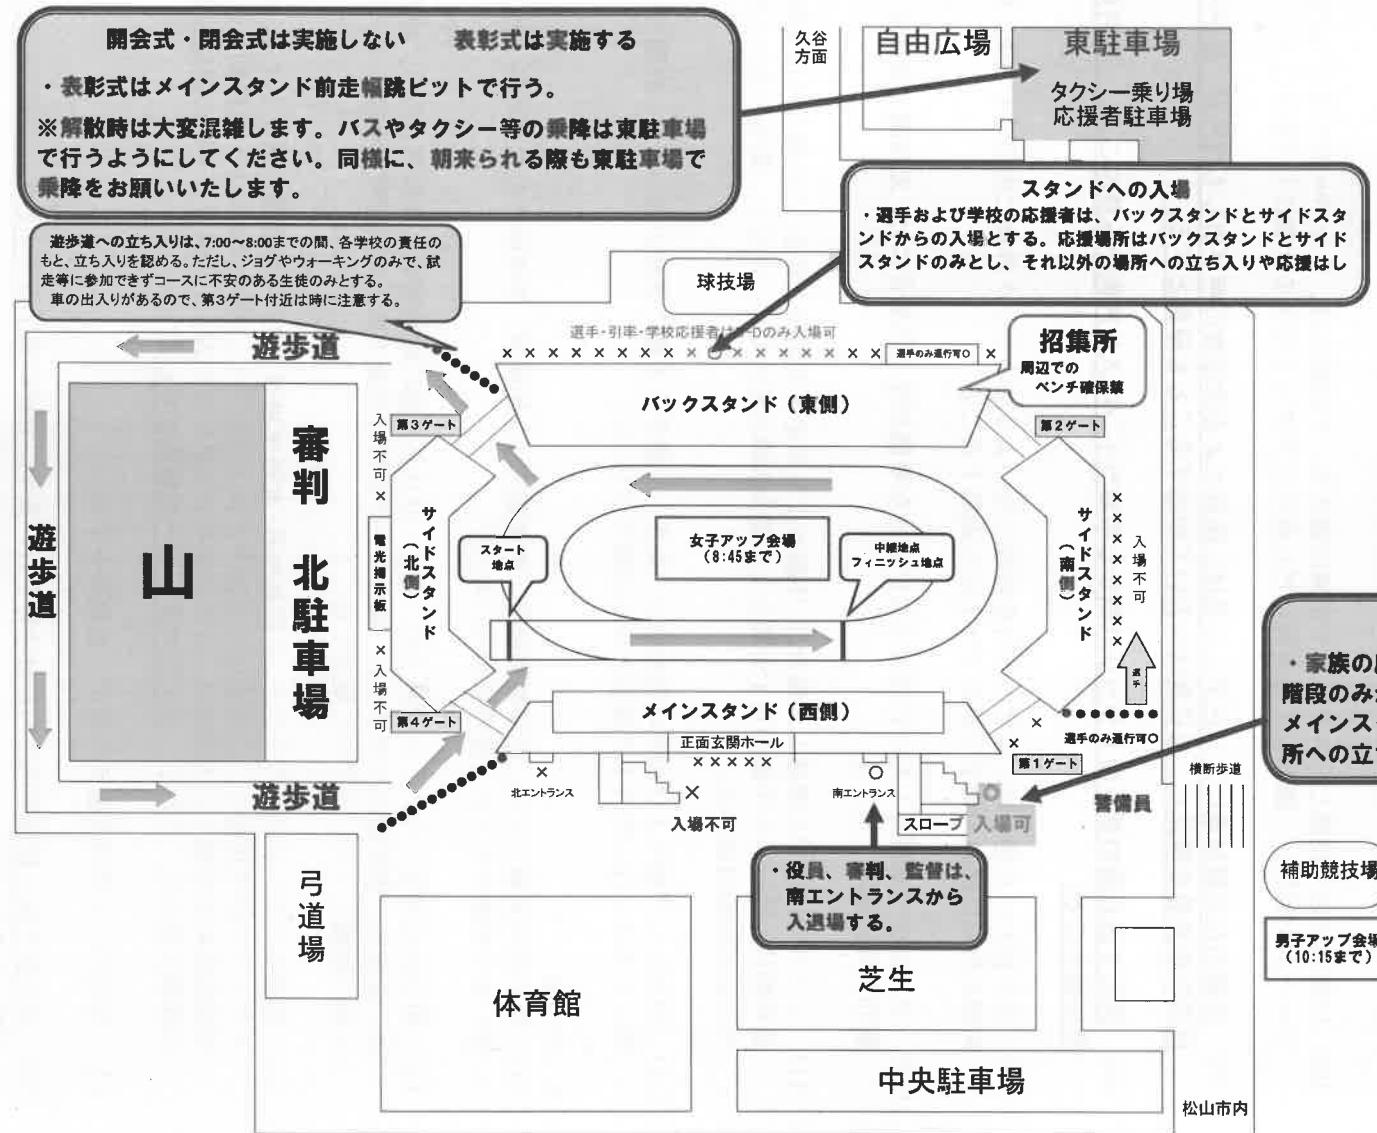 開会式・閉会式は実施しない　　表彰式は実施する
・表彰式はメインスタンド前走幅跳ピットで行う。
※解散時は大変混雑します。バスやタクシー等の乗降は東駐車場
で行うようにしてください。同様に、朝来られる際も東駐車場で
乗降をお願いいたします。
久谷
方面
自由広場
東駐車場
タクシー乗り場
応援者駐車場
スタンドへの入場
・選手および学校の応援者は、バックスタンドとサイドスタ
ンドからの入場とする。応援場所はバックスタンドとサイド
スタンドのみとし、それ以外の場所への立ち入りや応援はし
遊歩道への立ち入りは、7:00～8:00までの間、各学校の責任の
もと、立ち入りを認める。ただし、ジョグやウォーキングのみで、試
走等に参加できずコースに不安のある生徒のみとする。
車の出入りがあるので、第3ゲート付近は時に注意する。
球技場
選手・引率・学校応援者は
Dのみ入場可
××××××××××××××××
選手のみ通行可○
×
招集所
周辺での
ベンチ確保禁
遊歩道
バックスタンド（東側）
入場不可
×
第3ゲート
第2ゲート
審判　北駐車場
山
遊歩道
電光掲示板
×
入場不可
サイドスタンド
（北側）
スタート
地点
女子アップ会場
（8:45まで）
中継地点
フィニッシュ地点
サイドスタンド
（南側）
××××××××
入場不可
選手
・家族の
階段のみ
メインス
所への立
第4ゲート
メインスタンド（西側）
正面玄関ホール
×××××
×
×
選手のみ通行可○
第1ゲート
横断歩道
遊歩道
×
北エントランス
×
入場不可
○
南エントランス
スロープ
○
入場可
警備員
・役員、審判、監督は、
南エントランスから
入退場する。
補助競技場
男子アップ会場
（10:15まで）
弓道場
体育館
芝生
中央駐車場
松山市内